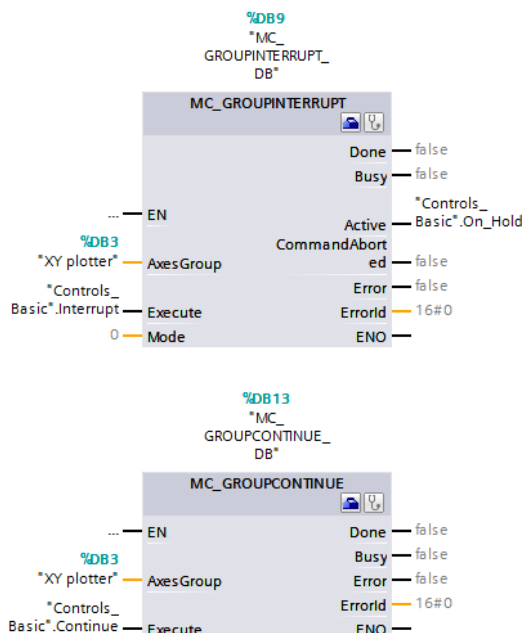 %DB9
"MC_
GROUPINTERRUPT_
DB"
MC_GROUPINTERRUPT
Done false
Busy false
... EN
"Controls_
Active Basic".On_Hold
%DB3
"XY plotter" AxesGroup
CommandAbort
ed false
"Controls_
Basic".Interrupt Execute
Error false
0 Mode
ErrorId 16#0
ENO
%DB13
"MC_
GROUPCONTINUE_
DB"
MC_GROUPCONTINUE
... EN
Done false
%DB3
"XY plotter" AxesGroup
Busy false
Error false
"Controls_
Basic".Continue Execute
ErrorId 16#0
ENO